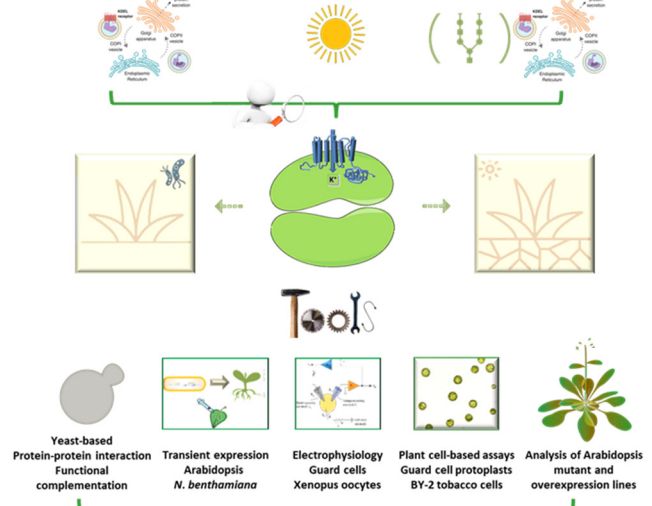 secretion
KDEL
receptor
Golgi
apparatus
COPI
vesicle
COPII
vesicle
Endoplasmic
Reticulum
secretion
KDEL
receptor
Golgi
apparatus
COPI
vesicle
COPII
vesicle
Endoplasmic
Reticulum
K+
Tools
Yeast-based
Protein-protein interaction
Functional
complementation
Transient expression
Arabidopsis
N. benthamiana
Electrophysiology
Guard cells
Xenopus oocytes
Plant cell-based assays
Guard cell protoplasts
BY-2 tobacco cells
Analysis of Arabidopsis
mutant and
overexpression lines